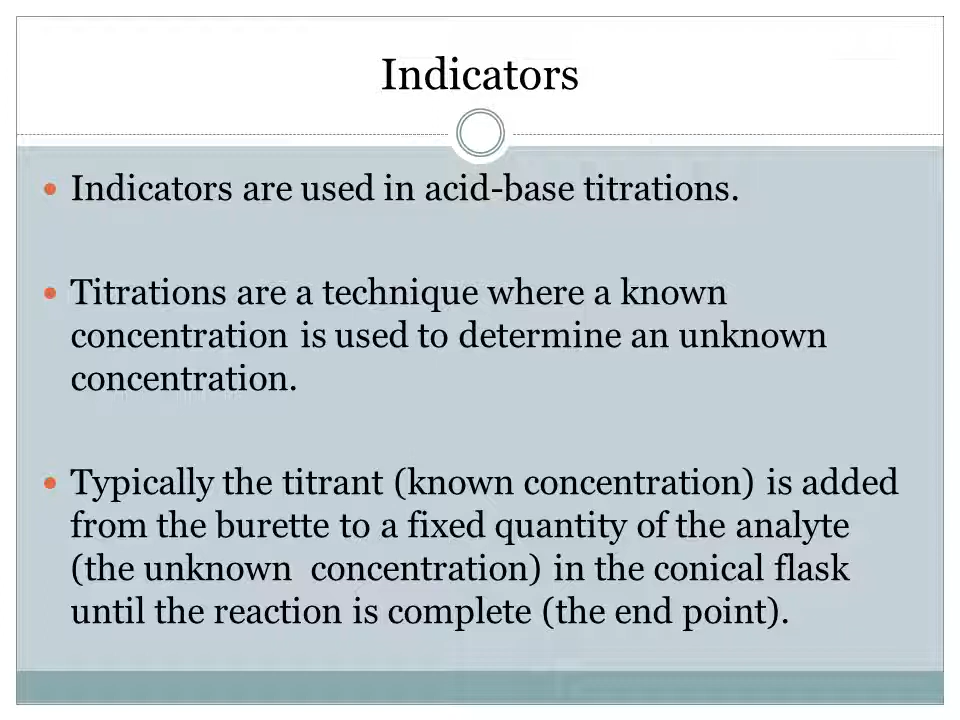 Indicators
Indicators are used in acid-base titrations.
Titrations are a technique where a known
concentration is used to determine an unknown
concentration.
Typically the titrant (known concentration) is added
from the burette to a fixed quantity of the analyte
(the unknown  concentration) in the conical flask
until the reaction is complete (the end point).